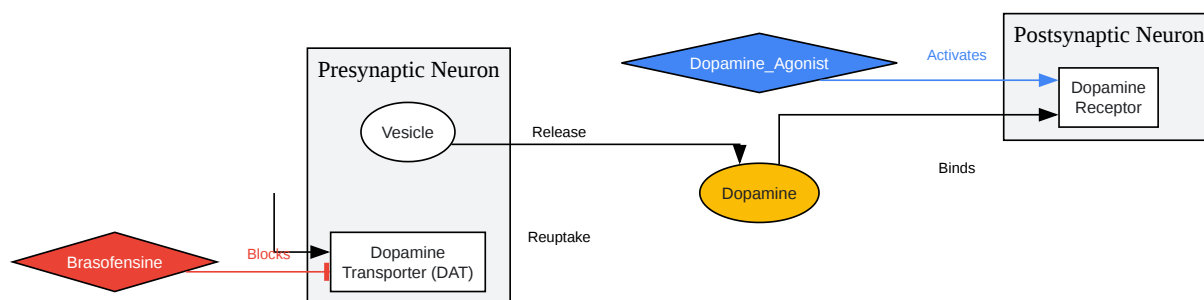 Postsynaptic Neuron
Dopamine_Agonist
Activates
Presynaptic Neuron
Dopamine
Receptor
Vesicle
Release
Binds
Dopamine
Reuptake
Blocks
Brasofensine
Dopamine
Transporter (DAT)